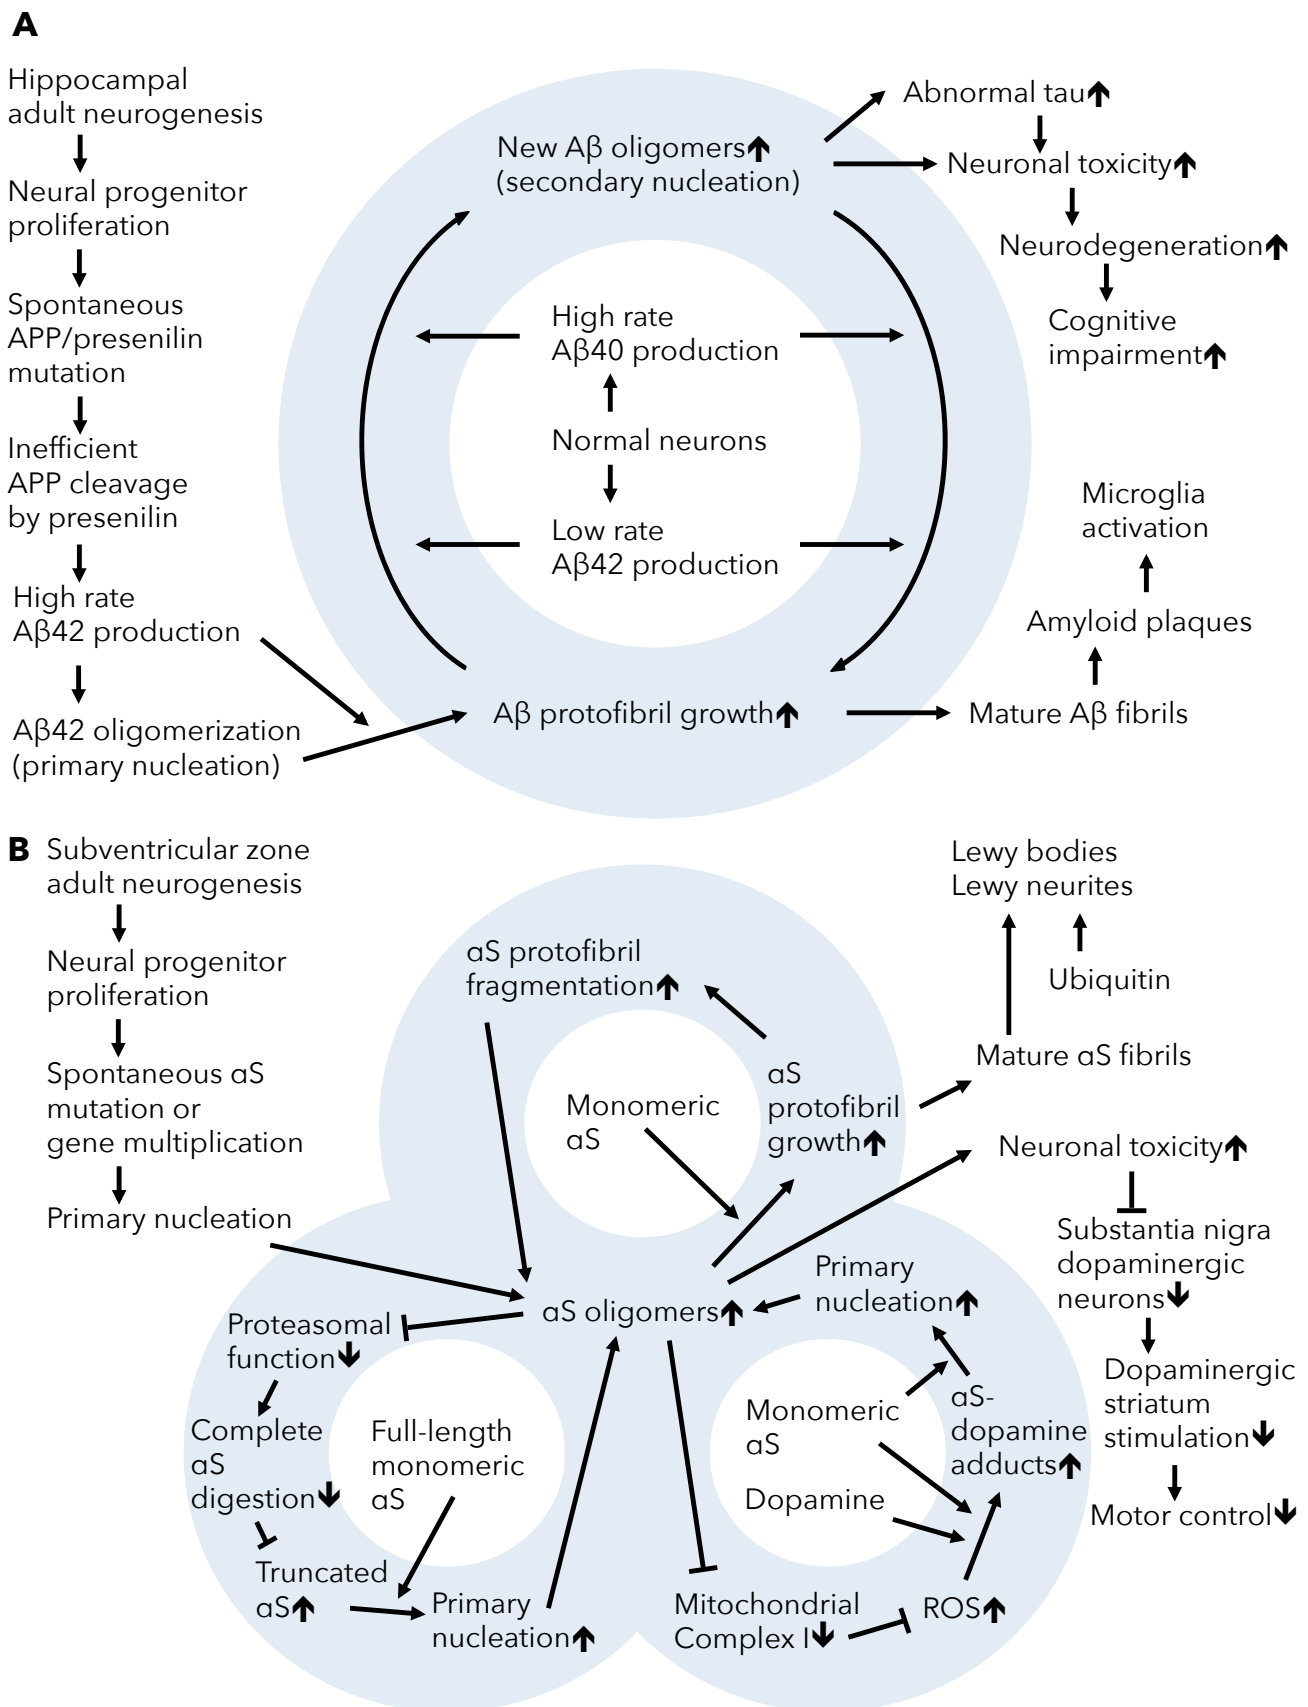 A
Hippocampal
adult neurogenesis
Neural progenitor
proliferation
Spontaneous
APP/presenilin
mutation
Inefficient
APP cleavage
by presenilin
High rate
Aβ42 production
Aβ42 oligomerization
(primary nucleation)
New Aβ oligomers🡹
(secondary nucleation)
High rate
Aβ40 production
Normal neurons
Low rate
Aβ42 production
Aβ protofibril growth🡹
Abnormal tau🡹
Neuronal toxicity🡹
Neurodegeneration🡹
Cognitive
impairment🡹
Microglia
activation
Amyloid plaques
Mature Aβ fibrils
B
Subventricular zone
adult neurogenesis
Neural progenitor
proliferation
Spontaneous αS
mutation or
gene multiplication
Primary nucleation
αS protofibril
fragmentation🡹
Monomeric
αS
αS
protofibril
growth🡹
Lewy bodies
Lewy neurites
Ubiquitin
Mature αS fibrils
Neuronal toxicity🡹
Substantia nigra
dopaminergic
neurons🡻
Dopaminergic
striatum
stimulation🡻
Motor control🡻
αS oligomers🡹
Proteasomal
function🡻
Complete
αS
digestion🡻
Full-length
monomeric
αS
Truncated
αS🡹
Primary
nucleation🡹
Primary
nucleation🡹
Monomeric
αS
Dopamine
αS-
dopamine
adducts🡹
Mitochondrial
Complex I🡻
ROS🡹